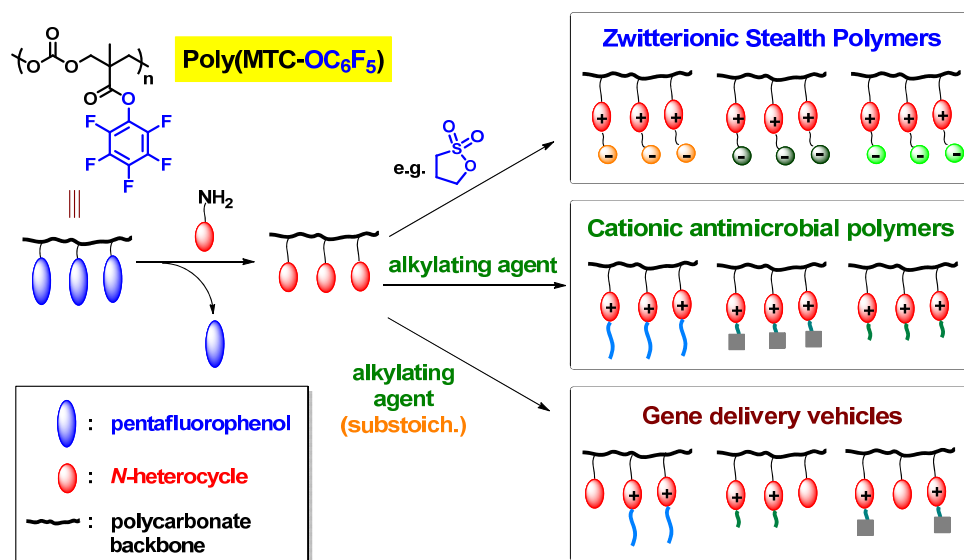 O
O
O
n
O
O
F
F
F
F
F
Poly(MTC-OC6F5)
NH2
e.g.
O
O
S
O
alkylating agent
alkylating
agent
(substoich.)
: pentafluorophenol
: N-heterocycle
: polycarbonate
backbone
Zwitterionic Stealth Polymers
+ + +
- - -
+ + +
- - -
+ + +
- - -
Cationic antimicrobial polymers
+ + +
+ + +
+ + +
Gene delivery vehicles
+ +
+ +
+ +